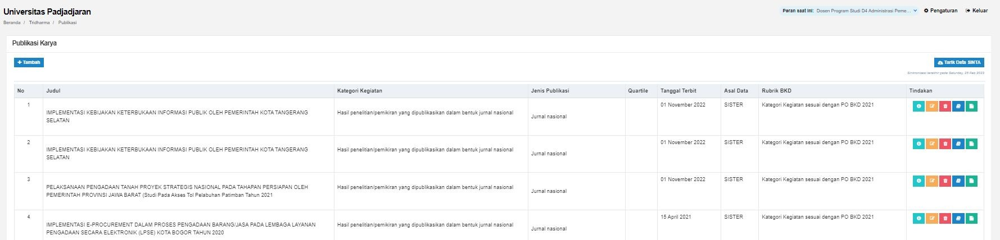 Universitas Padjadjaran
Peran saat ini: Dosen Program Studi D4 Administrasi Peme... Pengaturan Keluar
Beranda / Tridharma / Publikasi
Publikasi Karya
+ Tambah
Tarik Data SINTA
Sinkronisasi terakhir pada Saturday, 25 Feb 2023
No Judul Kategori Kegiatan Jenis Publikasi Quartile Tanggal Terbit Asal Data Rubrik BKD Tindakan
1 01 November 2022 SISTER Kategori Kegiatan sesuai dengan PO BKD 2021
IMPLEMENTASI KEBIJAKAN KETERBUKAAN INFORMASI PUBLIK OLEH PEMERINTAH KOTA TANGERANG Hasil penelitian/pemikiran yang dipublikasikan dalam bentuk jurnal nasional
Jurnal nasional
SELATAN
2 01 November 2022 SISTER Kategori Kegiatan sesuai dengan PO BKD 2021
IMPLEMENTASI KEBIJAKAN KETERBUKAAN INFORMASI PUBLIK OLEH PEMERINTAH KOTA TANGERANG Hasil penelitian/pemikiran yang dipublikasikan dalam bentuk jurnal nasional
Jurnal nasional
SELATAN
3 01 November 2022 SISTER Kategori Kegiatan sesuai dengan PO BKD 2021
PELAKSANAAN PENGADAAN TANAH PROYEK STRATEGIS NASIONAL PADA TAHAPAN PERSIAPAN OLEH Hasil penelitian/pemikiran yang dipublikasikan dalam bentuk jurnal nasional
Jurnal nasional
PEMERINTAH PROVINSI JAWA BARAT (Studi Pada Akses Tol Pelabuhan Patimban Tahun 2021
4 15 April 2021 SISTER Kategori Kegiatan sesuai dengan PO BKD 2021
IMPLEMENTASI E-PROCUREMENT DALAM PROSES PENGADAAN BARANG/JASA PADA LEMBAGA LAYANAN Hasil penelitian/pemikiran yang dipublikasikan dalam bentuk jurnal nasional
Jurnal nasional
PENGADAAN SECARA ELEKTRONIK (LPSE) KOTA BOGOR TAHUN 2020